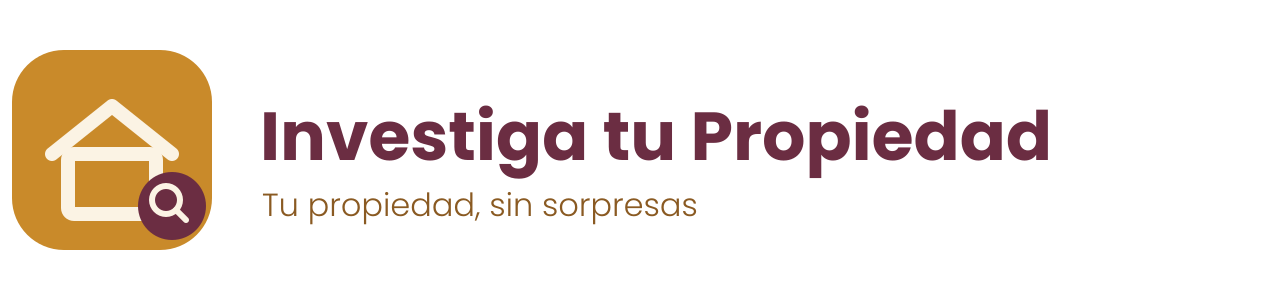 Investiga tu Propiedad
Tu propiedad, sin sorpresas